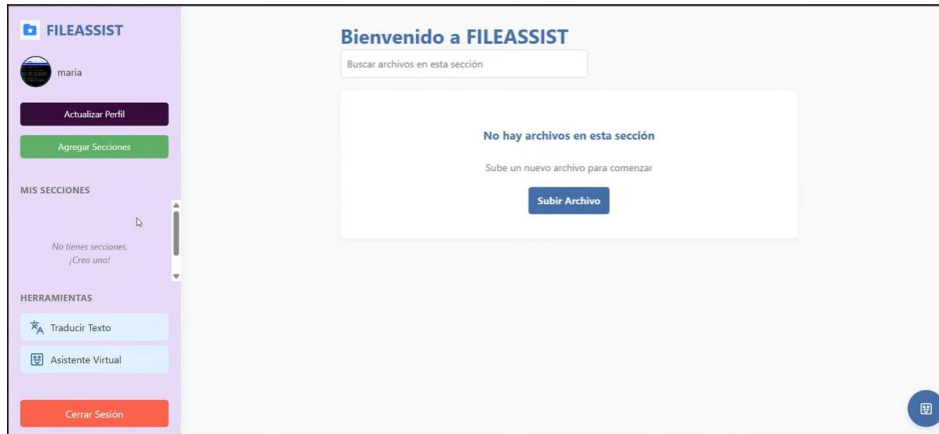 FILEASSIST
maria
Actualizar Perfil
Agregar Secciones
MIS SECCIONES
No tienes secciones.
¡Crea una!
HERRAMIENTAS
Traducir Texto
Asistente Virtual
Cerrar Sesión
Bienvenido a FILEASSIST
Buscar archivos en esta sección
No hay archivos en esta sección
Sube un nuevo archivo para comenzar
Subir Archivo